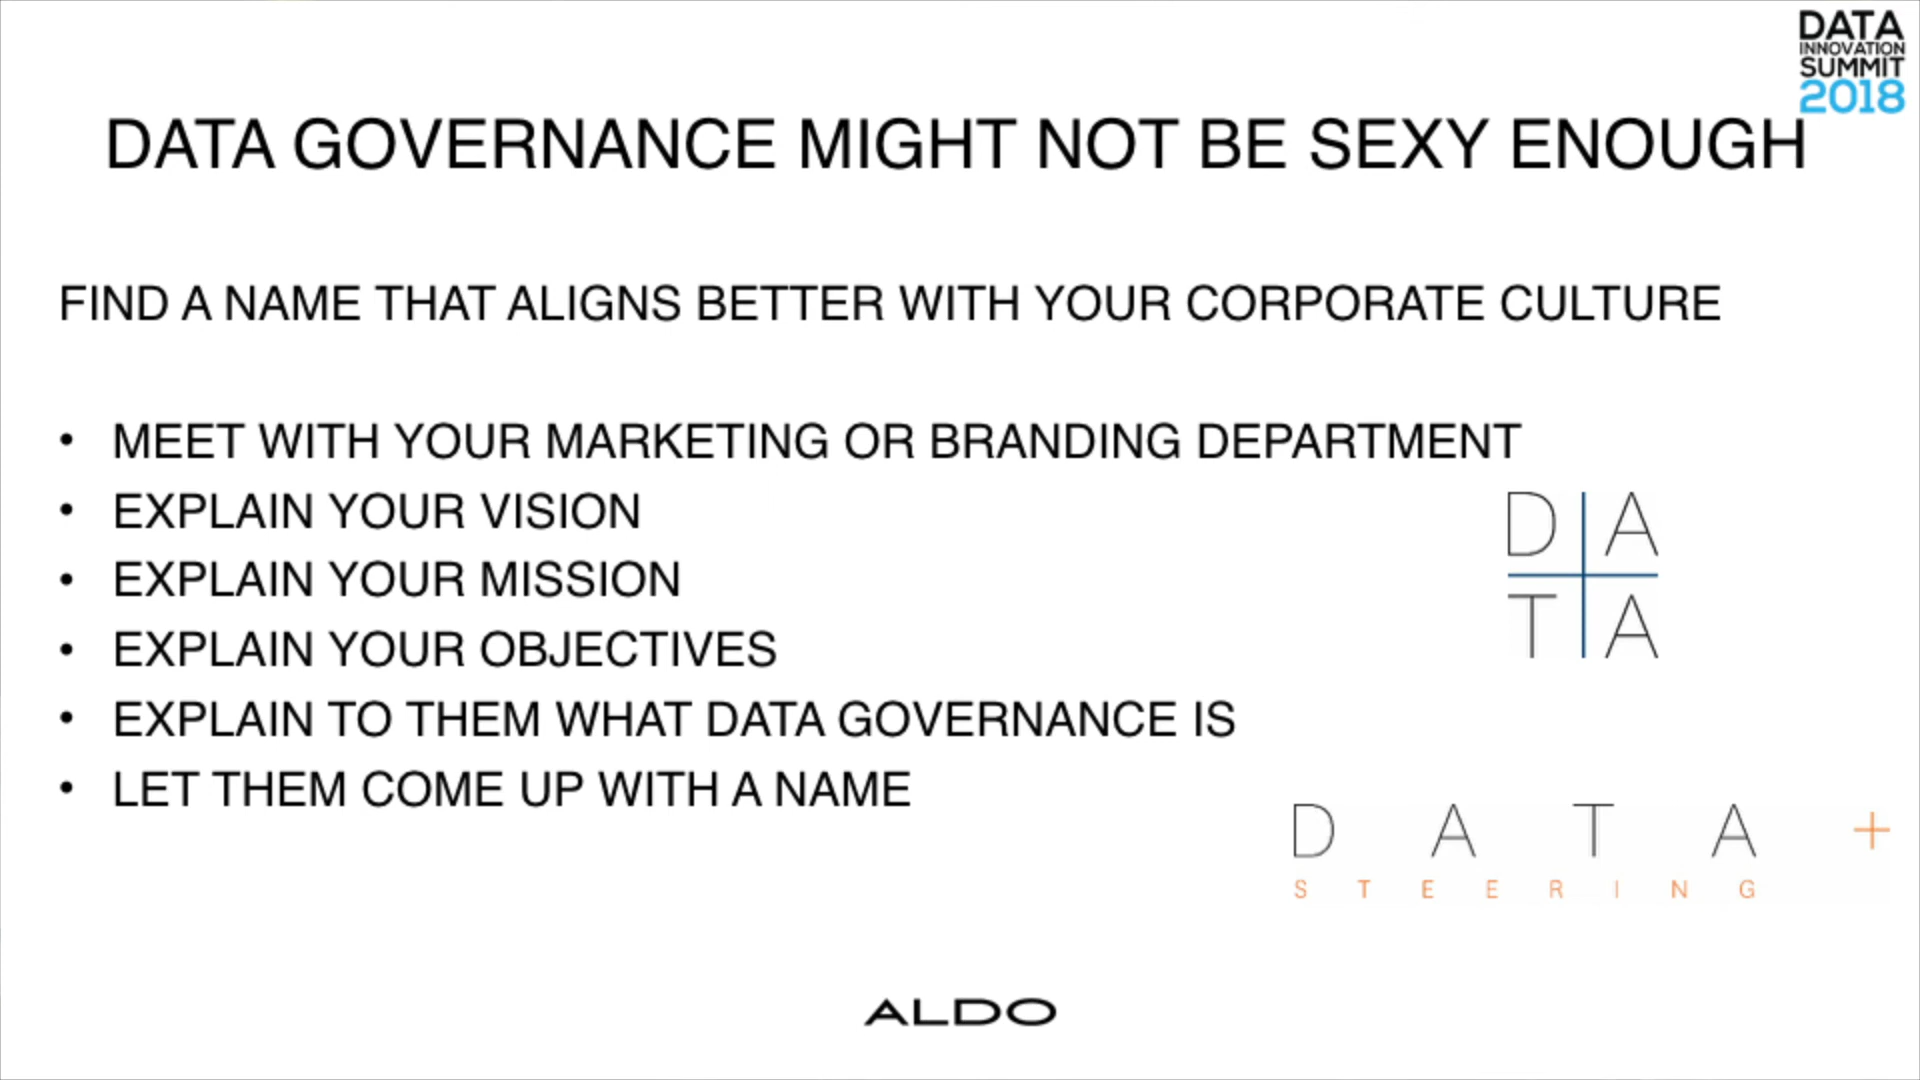 DATA
INNOVATION
SUMMIT
2018
DATA GOVERNANCE MIGHT NOT BE SEXY ENOUGH
FIND A NAME THAT ALIGNS BETTER WITH YOUR CORPORATE CULTURE
• MEET WITH YOUR MARKETING OR BRANDING DEPARTMENT
• EXPLAIN YOUR VISION
• EXPLAIN YOUR MISSION
• EXPLAIN YOUR OBJECTIVES
• EXPLAIN TO THEM WHAT DATA GOVERNANCE IS
• LET THEM COME UP WITH A NAME
D A
T A
D A T A +
S T E E R I N G
ALDO